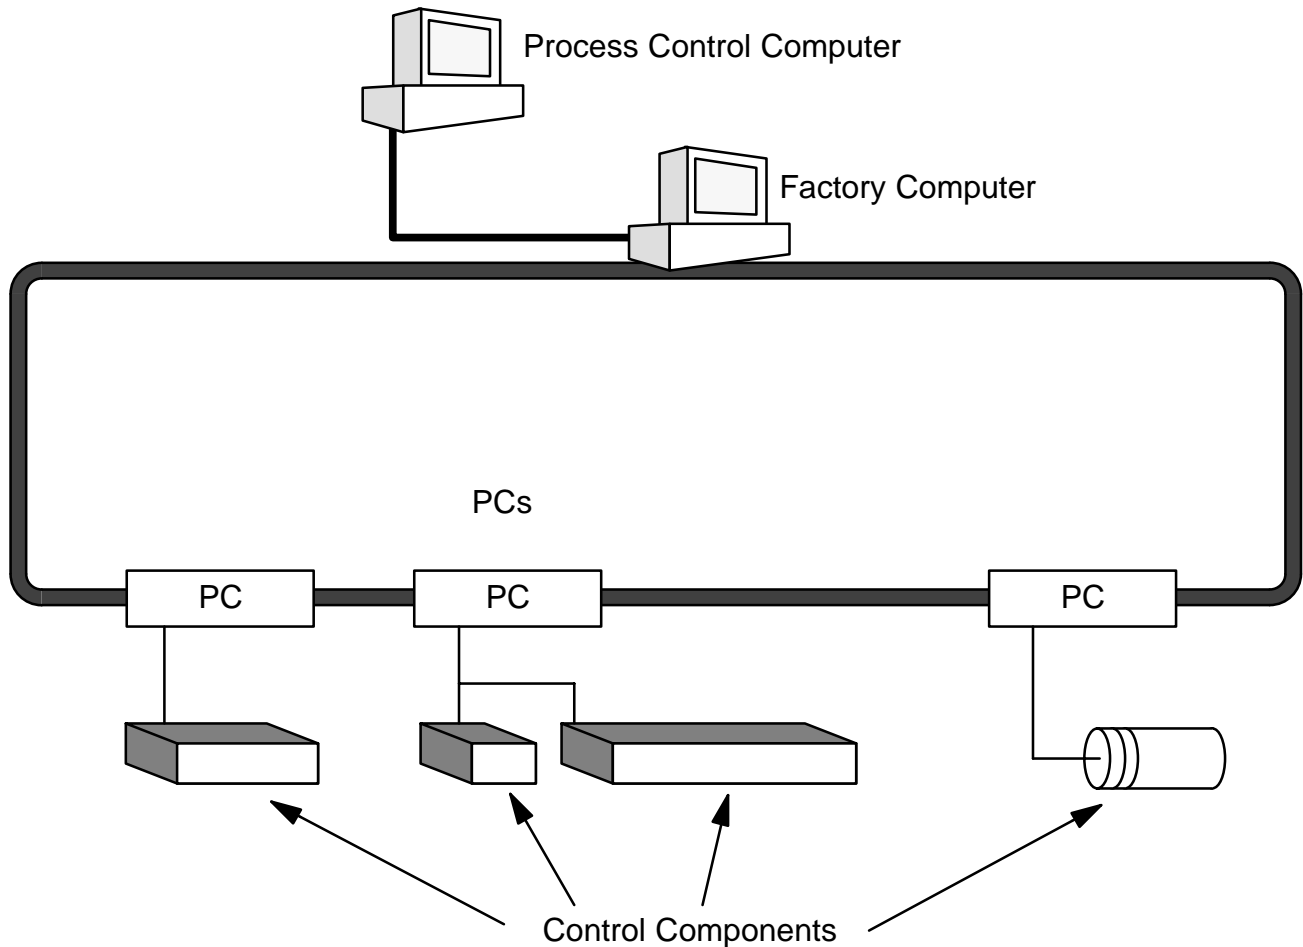 Process Control Computer
Factory Computer
PCs
PC
PC
PC
Control Components